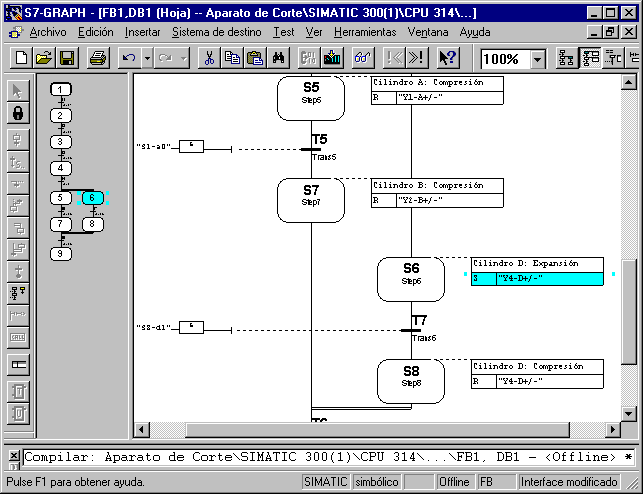 S7-GRAPH - [FB1,DB1 (Hoja) -- Aparato de Corte\SIMATIC 300(1)\CPU 314\...]
Archivo Edición Insertar Sistema de destino Test Ver Herramientas Ventana Ayuda
100%
1
2
3
4
5 6
7 8
9
S5
Step5
Cilindro A: Compresión
R "Y1-A+/-"
T5
Trans5
"S1-a0" &
S7
Step7
Cilindro B: Compresión
R "Y2-B+/-"
S6
Step6
Cilindro D: Expansión
S "Y4-D+/-"
T7
Trans6
"S8-d1" &
S8
Step8
Cilindro D: Compresión
R "Y4-D+/-"
Compilar: Aparato de Corte\SIMATIC 300(1)\CPU 314\...\FB1, DB1 - <Offline> *
Pulse F1 para obtener ayuda. SIMATIC simbólico Offline FB Interface modificado